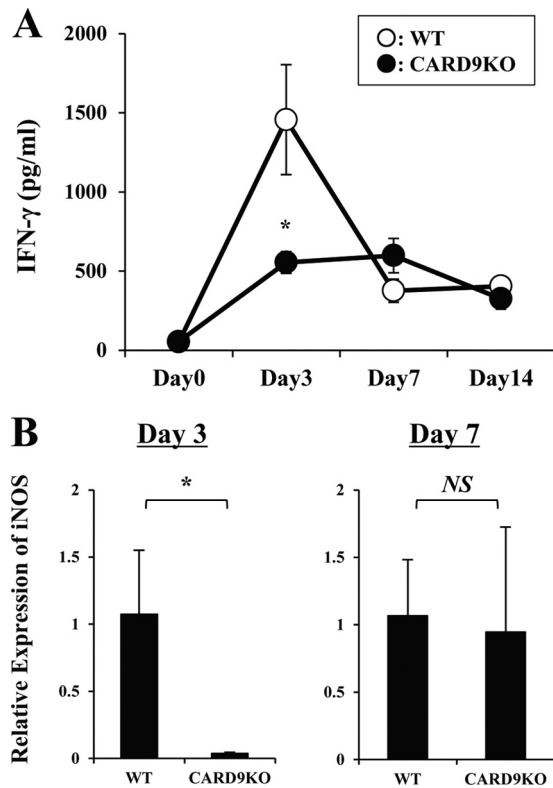 A
○: WT
●: CARD9KO
IFN-γ (pg/ml)
2000
1500
1000
500
0
*
Day0 Day3 Day7 Day14
B
Day 3 Day 7
Relative Expression of iNOS
2
1.5
1
0.5
0
*
WT CARD9KO
2
1.5
1
0.5
0
NS
WT CARD9KO